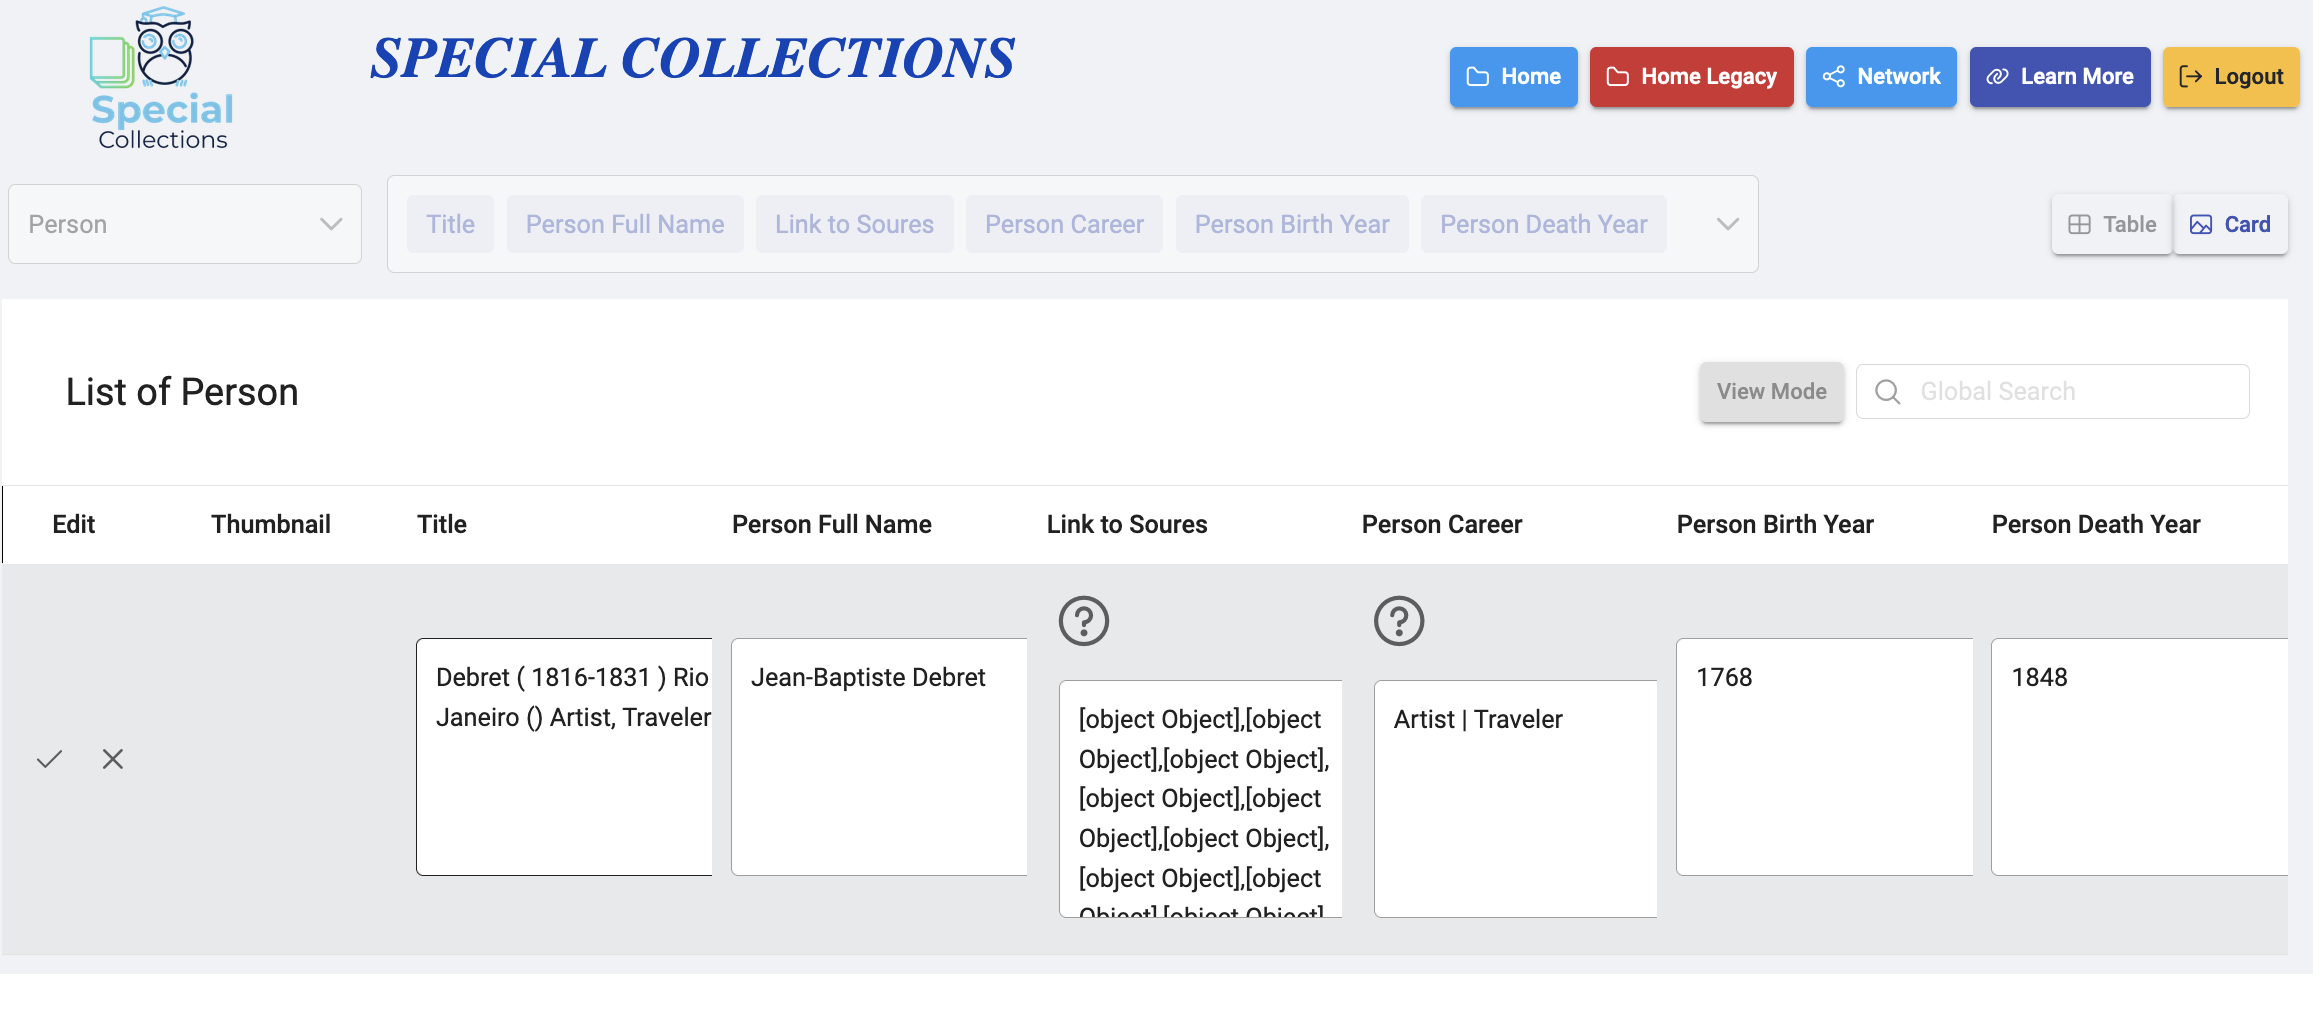 Special
Collections
SPECIAL COLLECTIONS
Home
Home Legacy
Network
Learn More
Logout
Person
Title
Person Full Name
Link to Soures
Person Career
Person Birth Year
Person Death Year
Table
Card
List of Person
View Mode
Global Search
Edit
Thumbnail
Title
Person Full Name
Link to Soures
Person Career
Person Birth Year
Person Death Year
Debret ( 1816-1831 ) Rio
Janeiro () Artist, Traveler
Jean-Baptiste Debret
?
[object Object],[object
Object],[object Object],
[object Object],[object
Object],[object Object],
[object Object],[object
Object],[object Object],
?
Artist | Traveler
1768
1848